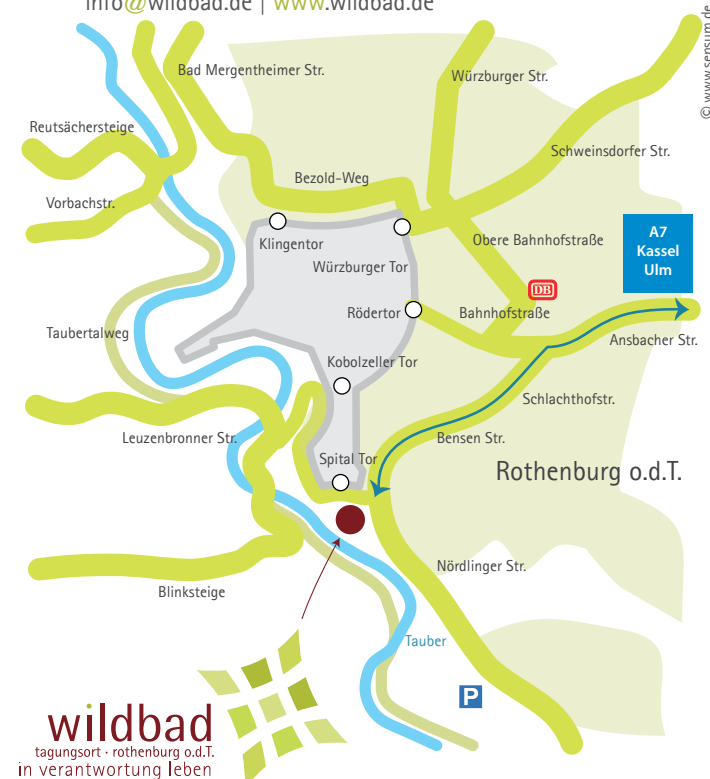 info@wildbad.de | www.wildbad.de
© www.sensum.de
Bad Mergentheimer Str.
Würzburger Str.
Reutsächersteige
Schweinsdorfer Str.
Bezold-Weg
Vorbachstr.
A7
Kassel
Ulm
Klingentor
Obere Bahnhofstraße
Würzburger Tor
DB
Rödertor
Bahnhofstraße
Taubertalweg
Ansbacher Str.
Kobolzeller Tor
Schlachthofstr.
Leuzenbronner Str.
Bensen Str.
Spital Tor
Rothenburg o.d.T.
Nördlinger Str.
Blinksteige
Tauber
P
wildbad
tagungsort · rothenburg o.d.T.
in verantwortung leben